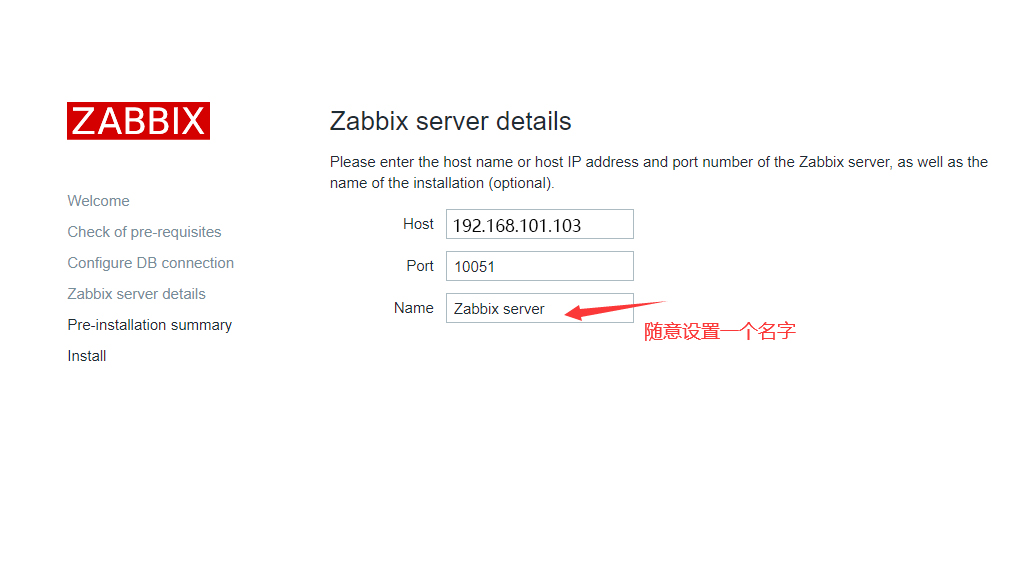 ZABBIX
Welcome
Check of pre-requisites
Configure DB connection
Zabbix server details
Pre-installation summary
Install
Zabbix server details
Please enter the host name or host IP address and port number of the Zabbix server, as well as the
name of the installation (optional).
Host 192.168.101.103
Port 10051
Name Zabbix server
随意设置一个名字